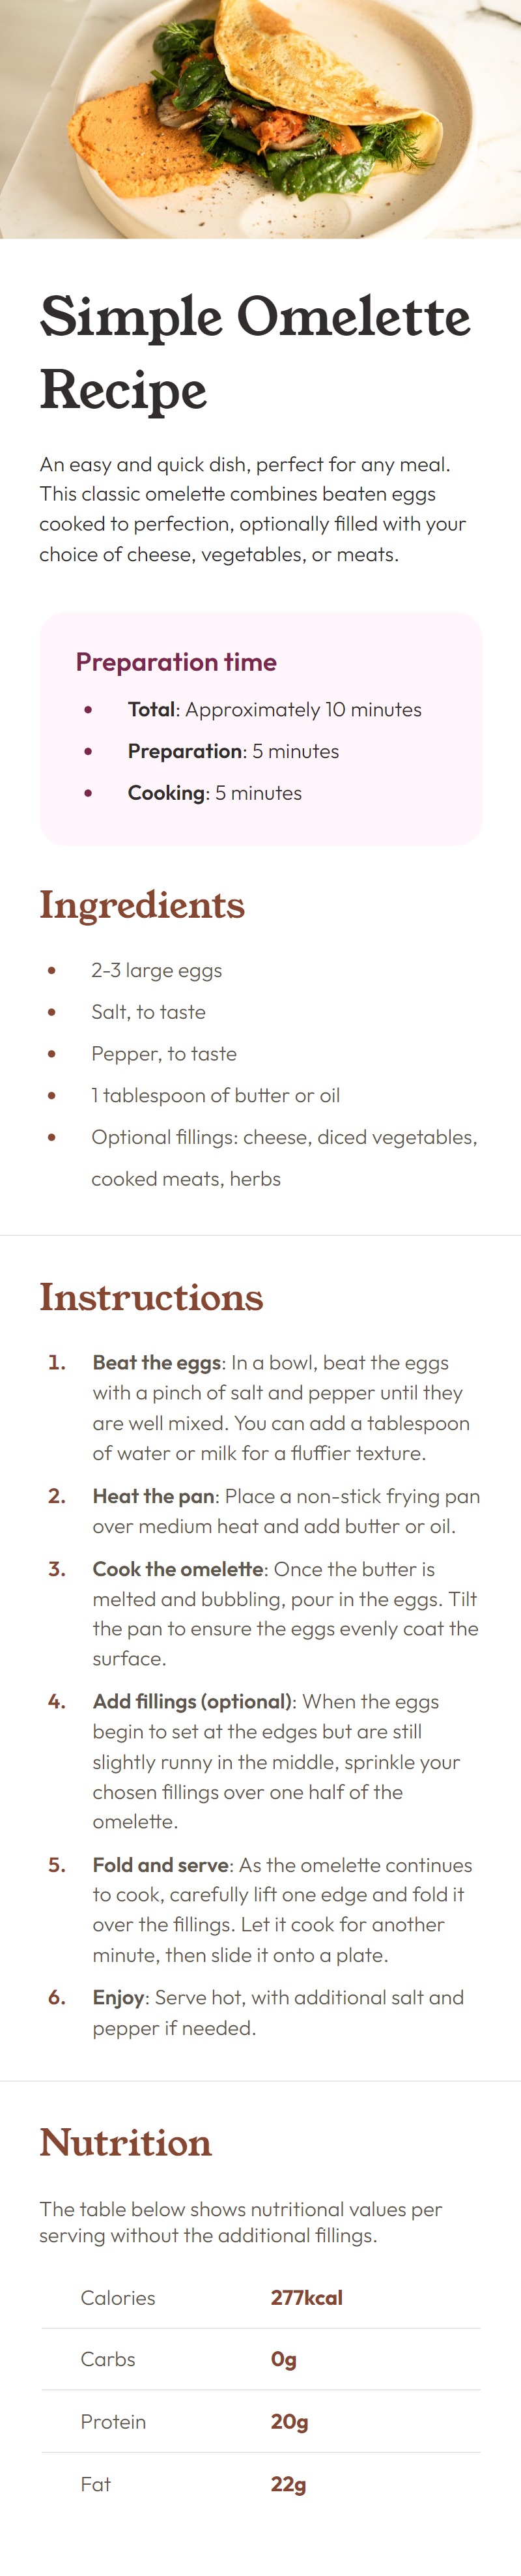 Simple Omelette
Recipe
An easy and quick dish, perfect for any meal.
This classic omelette combines beaten eggs
cooked to perfection, optionally filled with your
choice of cheese, vegetables, or meats.
Preparation time
• Total: Approximately 10 minutes
• Preparation: 5 minutes
• Cooking: 5 minutes
Ingredients
• 2-3 large eggs
• Salt, to taste
• Pepper, to taste
• 1 tablespoon of butter or oil
• Optional fillings: cheese, diced vegetables,
cooked meats, herbs
Instructions
1. Beat the eggs: In a bowl, beat the eggs
with a pinch of salt and pepper until they
are well mixed. You can add a tablespoon
of water or milk for a fluffier texture.
2. Heat the pan: Place a non-stick frying pan
over medium heat and add butter or oil.
3. Cook the omelette: Once the butter is
melted and bubbling, pour in the eggs. Tilt
the pan to ensure the eggs evenly coat the
surface.
4. Add fillings (optional): When the eggs
begin to set at the edges but are still
slightly runny in the middle, sprinkle your
chosen fillings over one half of the
omelette.
5. Fold and serve: As the omelette continues
to cook, carefully lift one edge and fold it
over the fillings. Let it cook for another
minute, then slide it onto a plate.
6. Enjoy: Serve hot, with additional salt and
pepper if needed.
Nutrition
The table below shows nutritional values per
serving without the additional fillings.
Calories 277kcal
Carbs 0g
Protein 20g
Fat 22g